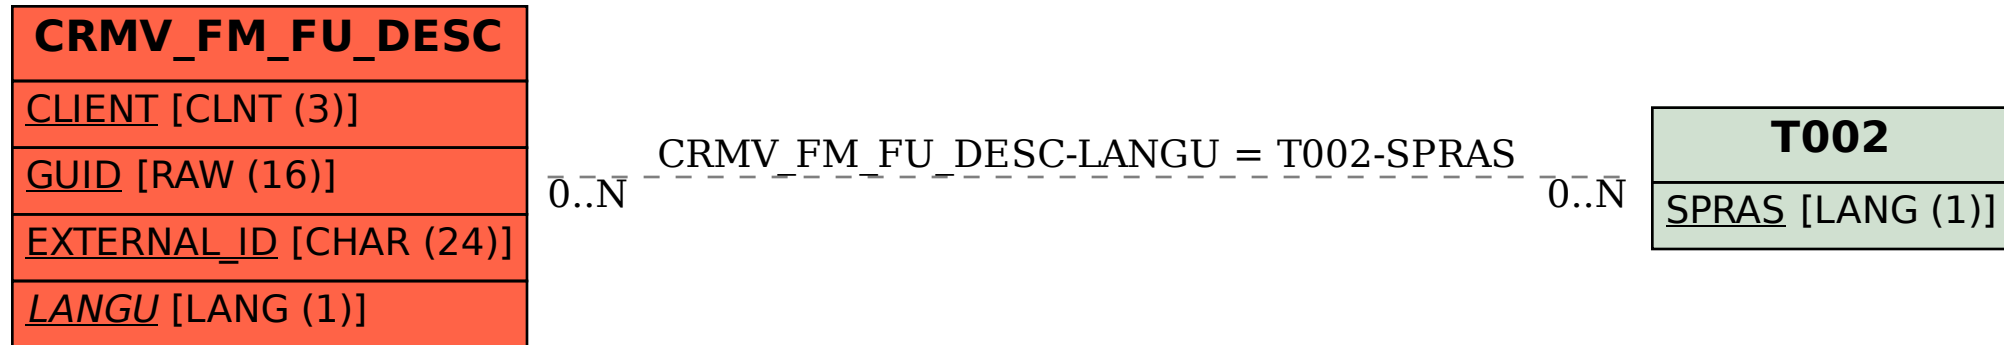 CRMV_FM_FU_DESC
CLIENT [CLNT (3)]
GUID [RAW (16)]
EXTERNAL_ID [CHAR (24)]
LANGU [LANG (1)]
CRMV_FM_FU_DESC-LANGU = T002-SPRAS
0..N
0..N
T002
SPRAS [LANG (1)]